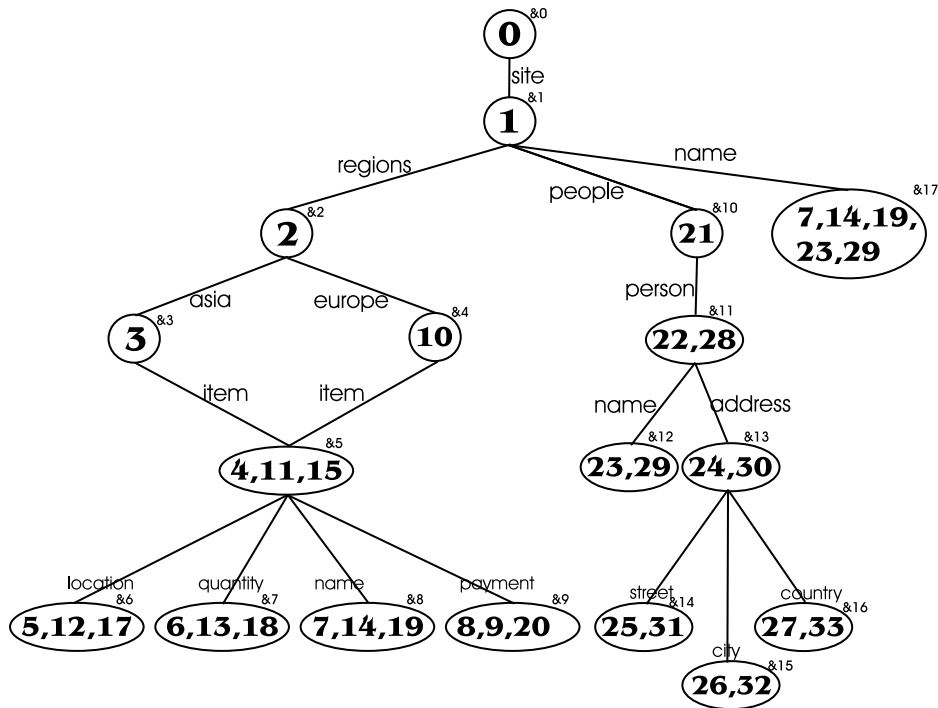 &0
0
site
&1
1
regions
people
name
&2
2
&10
21
&17
7,14,19,
23,29
asia
europe
person
&3
3
&4
10
&11
22,28
item
item
name
address
&5
4,11,15
&12
23,29
&13
24,30
location
quantity
name
payment
street
country
&6
5,12,17
&7
6,13,18
&8
7,14,19
&9
8,9,20
&14
25,31
&16
27,33
city
&15
26,32